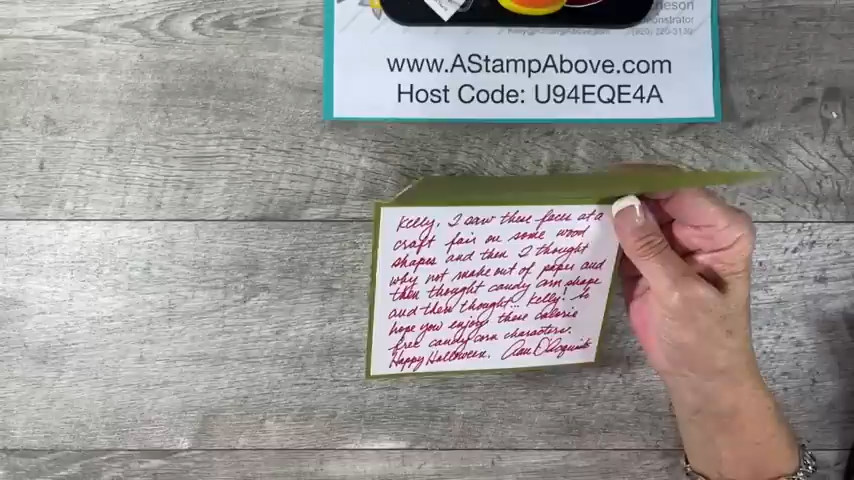 www.AStampAbove.com
Host Code: U94EQE4A
Kelly, I saw these faces at a
craft fair on some wood
shapes and then I thought
why not make out of paper and
then thought candy corn shape
and then thought... Kelly! So
hope you enjoy these calorie
free candy corn characters.
Happy Halloween. Ann